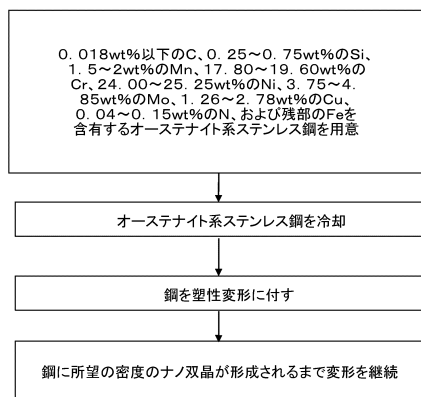 0．018wt%以下のC、0．25～0．75wt%のSi、
1．5～2wt%のMn、17．80～19．60wt%の
Cr、24．00～25．25wt%のNi、3．75～4．
85wt%のMo、1．26～2．78wt%のCu、
0．04～0．15wt%のN、および残部のFeを
含有するオーステナイト系ステンレス鋼を用意
オーステナイト系ステンレス鋼を冷却
鋼を塑性変形に付す
鋼に所望の密度のナノ双晶が形成されるまで変形を継続